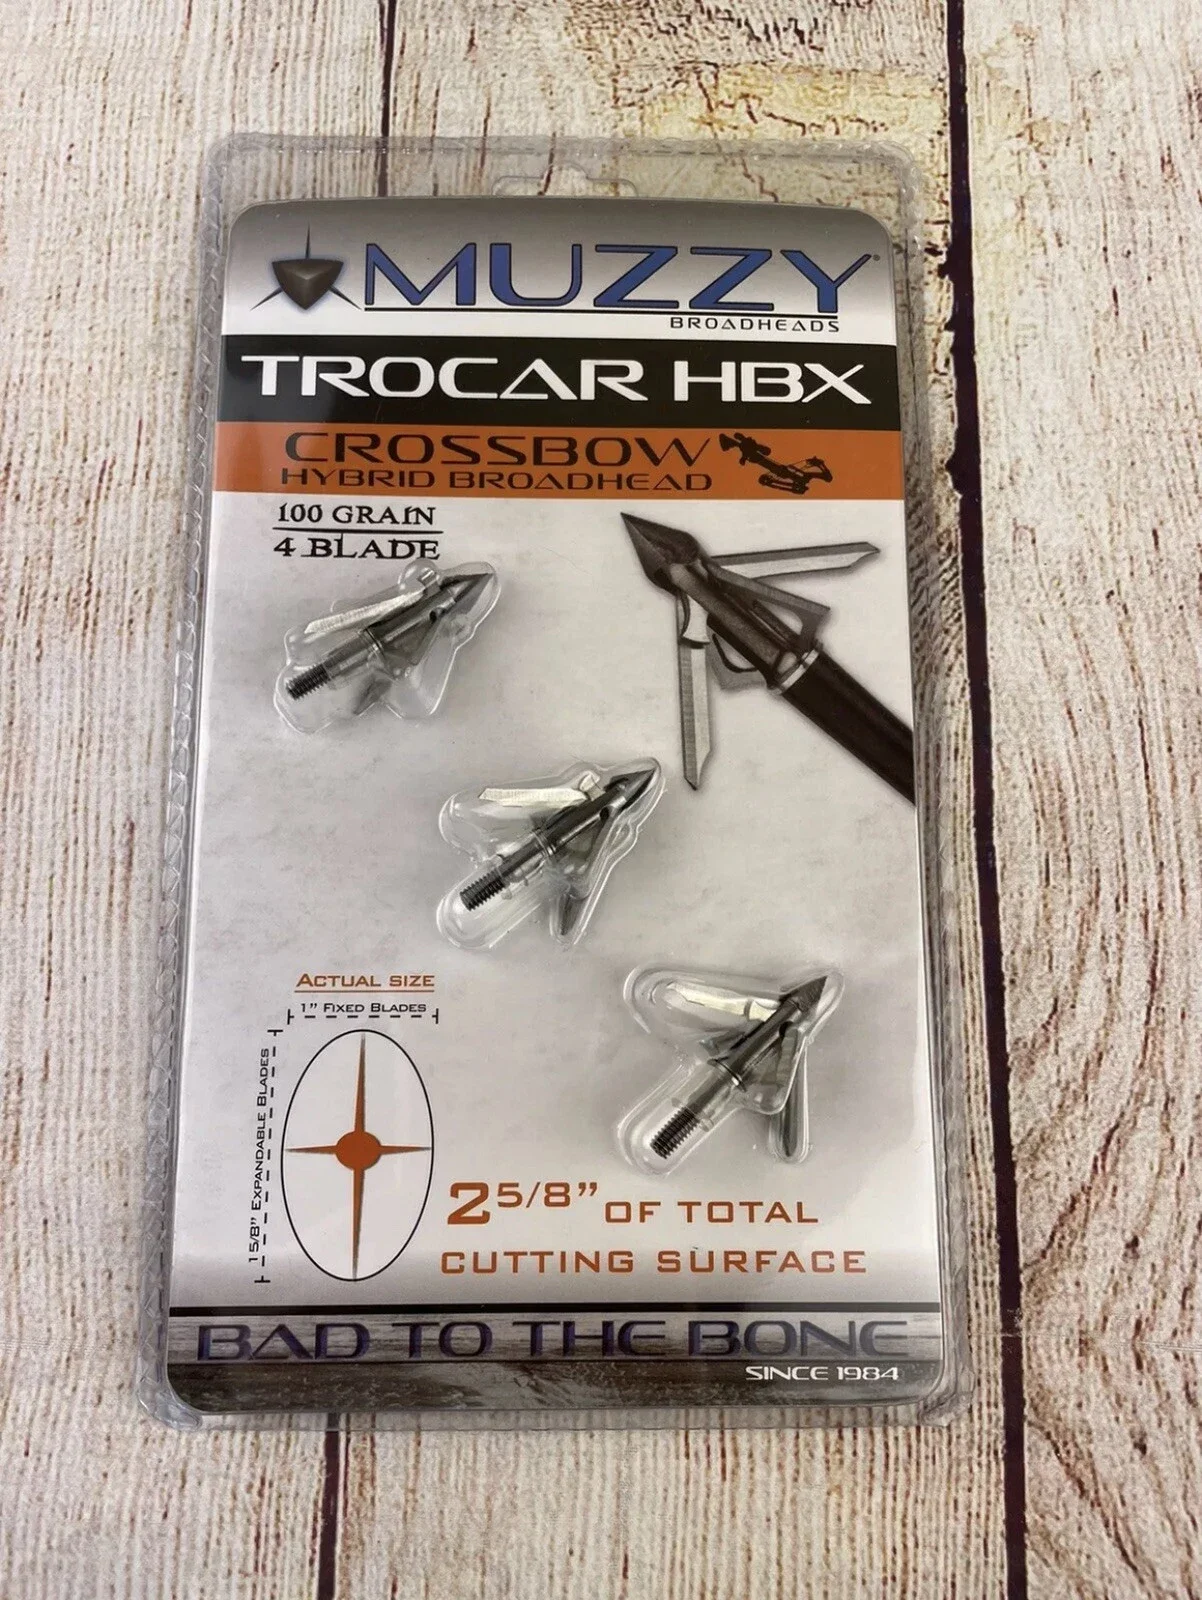 MUZZY
BROADHEADS
TROCAR HBX
CROSSBOW
HYBRID BROADHEAD
100 GRAIN
4 BLADE
ACTUAL SIZE
1" FIXED BLADES
1 5/8" EXPANDABLE BLADES
2 5/8" OF TOTAL
CUTTING SURFACE
BAD TO THE BONE
SINCE 1984